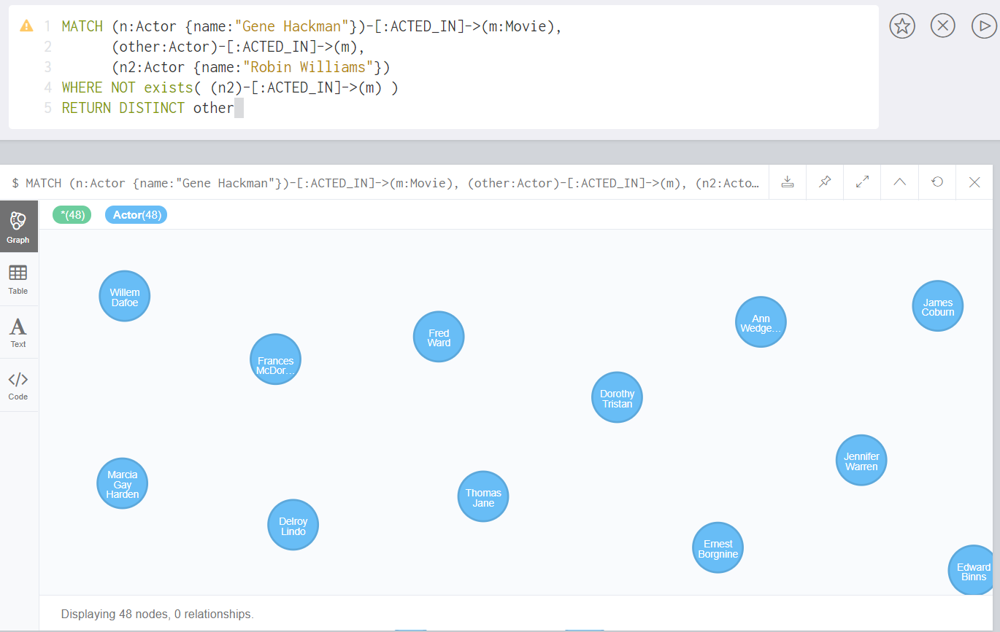 1 MATCH (n:Actor {name:"Gene Hackman"})-[:ACTED_IN]->(m:Movie),
2 (other:Actor)-[:ACTED_IN]->(m),
3 (n2:Actor {name:"Robin Williams"})
4 WHERE NOT exists( (n2)-[:ACTED_IN]->(m) )
5 RETURN DISTINCT other
$ MATCH (n:Actor {name:"Gene Hackman"})-[:ACTED_IN]->(m:Movie), (other:Actor)-[:ACTED_IN]->(m), (n2:Acto…
*(48) Actor(48)
Graph
Table
A
Text
</>
Code
Willem
Dafoe
Frances
McDor…
Fred
Ward
Ann
Wedge…
James
Coburn
Dorothy
Tristan
Jennifer
Warren
Marcia
Gay
Harden
Delroy
Lindo
Thomas
Jane
Ernest
Borgnine
Edward
Binns
Displaying 48 nodes, 0 relationships.